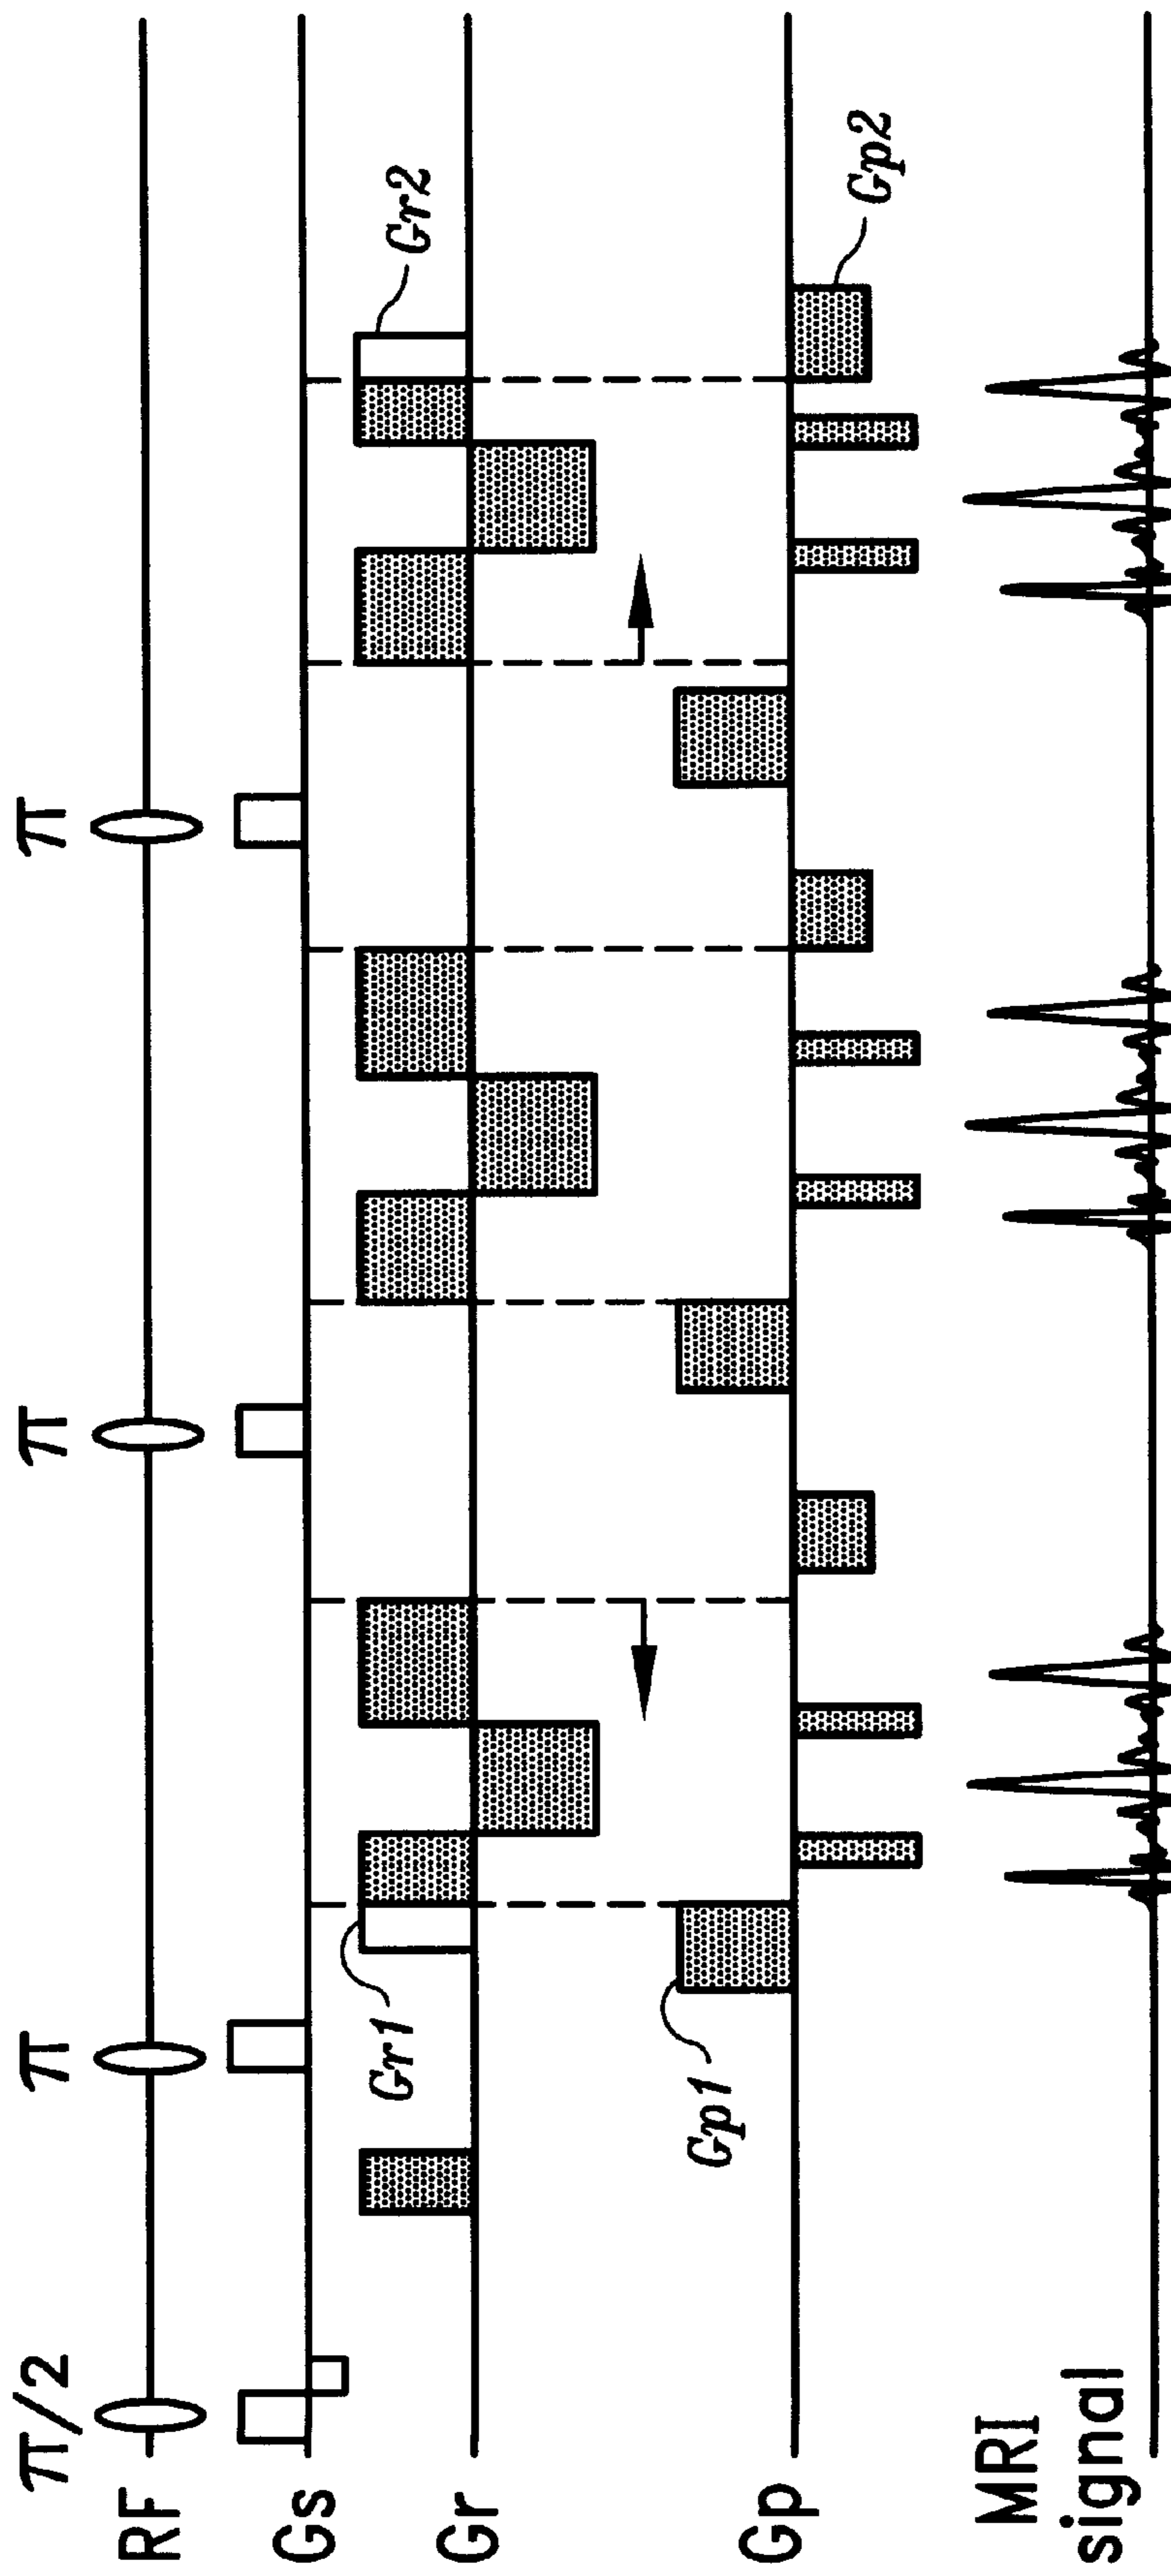 π/2 π π π
RF
Gs
Gr
Gr1
Gr2
Gp
Gp1
Gp2
MRI
signal